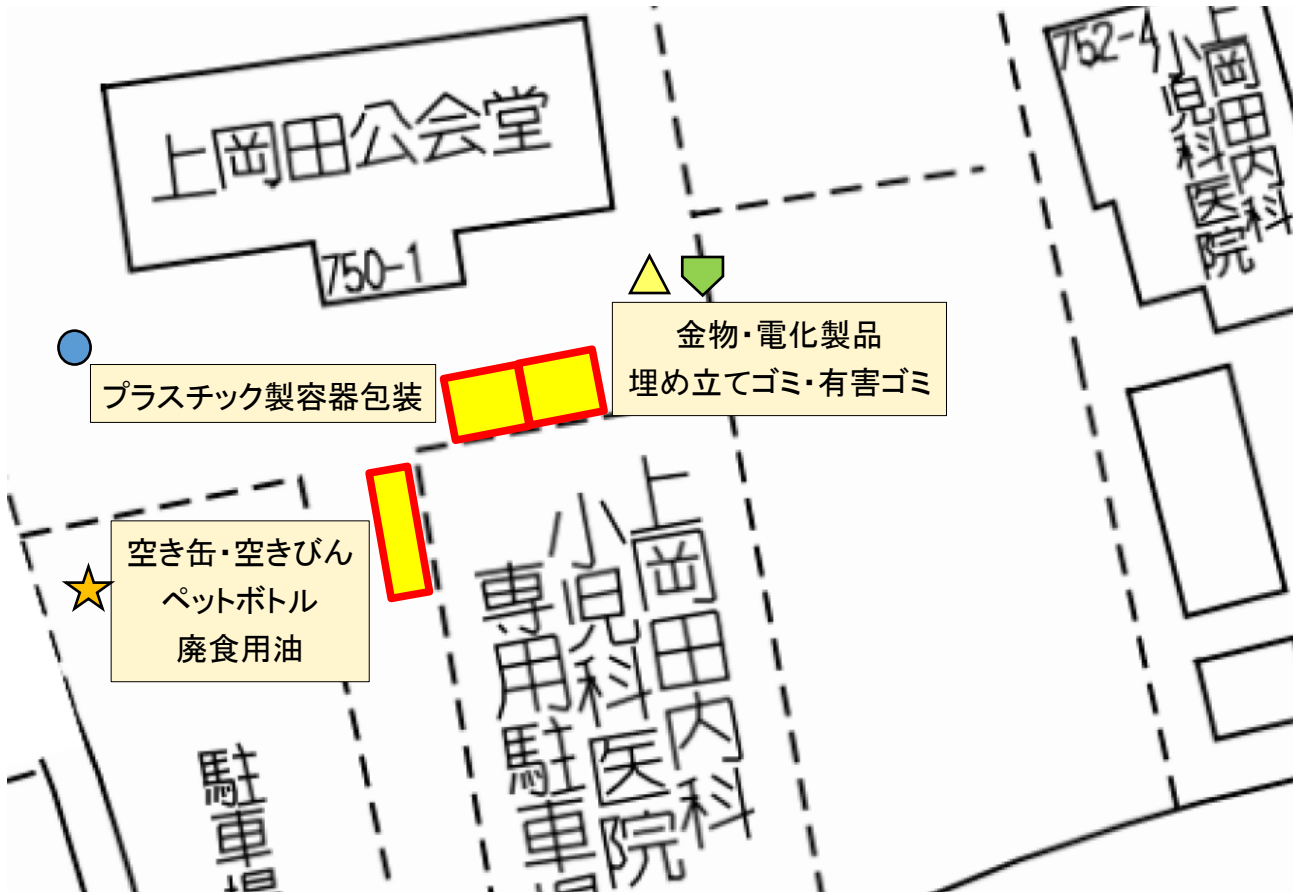 上岡田公会堂
750-1
752-4
上岡田内科
小児科医院
金物・電化製品
埋め立てゴミ・有害ゴミ
プラスチック製容器包装
空き缶・空きびん
ペットボトル
廃食用油
上岡田内科
小児科医院
専用駐車場
駐車場